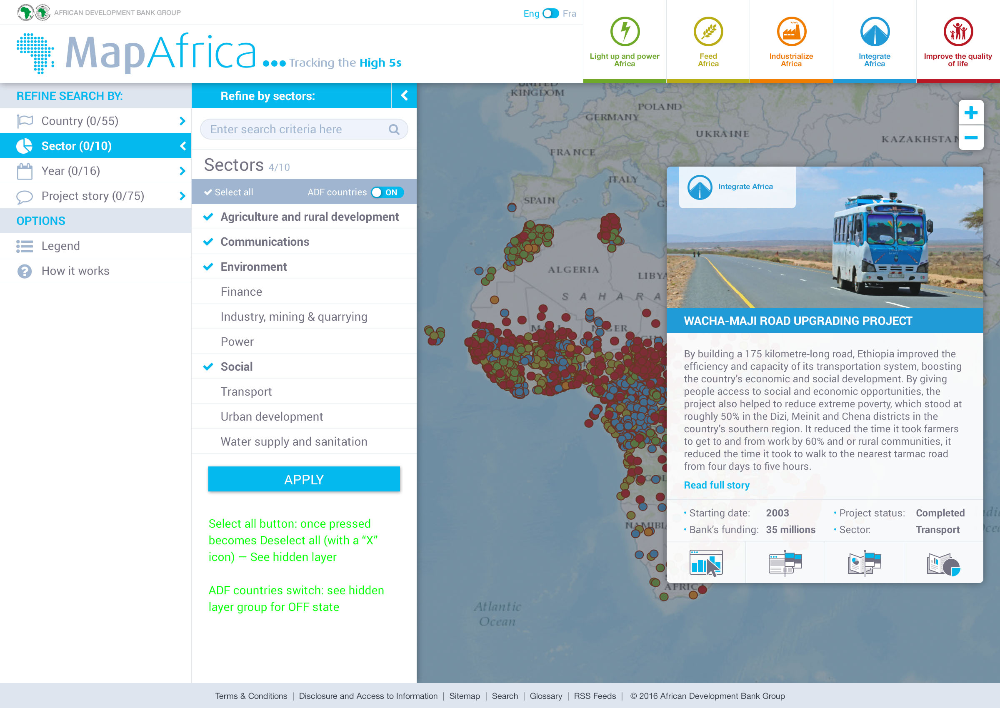 AFRICAN DEVELOPMENT BANK GROUP
Eng Fra
MapAfrica
Tracking the High 5s
Light up and power
Africa
Feed
Africa
Industrialize
Africa
Integrate
Africa
Improve the quality
of life
REFINE SEARCH BY:
Country (0/55)
Sector (0/10)
Year (0/16)
Project story (0/75)
OPTIONS
Legend
How it works
Refine by sectors:
Enter search criteria here
Sectors 4/10
Select all
ADF countries ON
Agriculture and rural development
Communications
Environment
Finance
Industry, mining & quarrying
Power
Social
Transport
Urban development
Water supply and sanitation
APPLY
Select all button: once pressed
becomes Deselect all (with a “X”
icon) — See hidden layer
ADF countries switch: see hidden
layer group for OFF state
UNITED
KINGDOM
POLAND
GERMANY
UKRAINE
KAZAKHSTAN
FRANCE
ITALY
SPAIN
ALGERIA
LIBYA
SAHARA
NIGER
NAMIBI
AFRIC
Atlantic
Ocean
Integrate Africa
WACHA-MAJI ROAD UPGRADING PROJECT
By building a 175 kilometre-long road, Ethiopia improved the
efficiency and capacity of its transportation system, boosting
the country’s economic and social development. By giving
people access to social and economic opportunities, the
project also helped to reduce extreme poverty, which stood at
roughly 50% in the Dizi, Meinit and Chena districts in the
country’s southern region. It reduced the time it took farmers
to get to and from work by 60% and or rural communities, it
reduced the time it took to walk to the nearest tarmac road
from four days to five hours.
Read full story
• Starting date: 2003
• Project status: Completed
• Bank’s funding: 35 millions
• Sector: Transport
Terms & Conditions | Disclosure and Access to Information | Sitemap | Search | Glossary | RSS Feeds | © 2016 African Development Bank Group